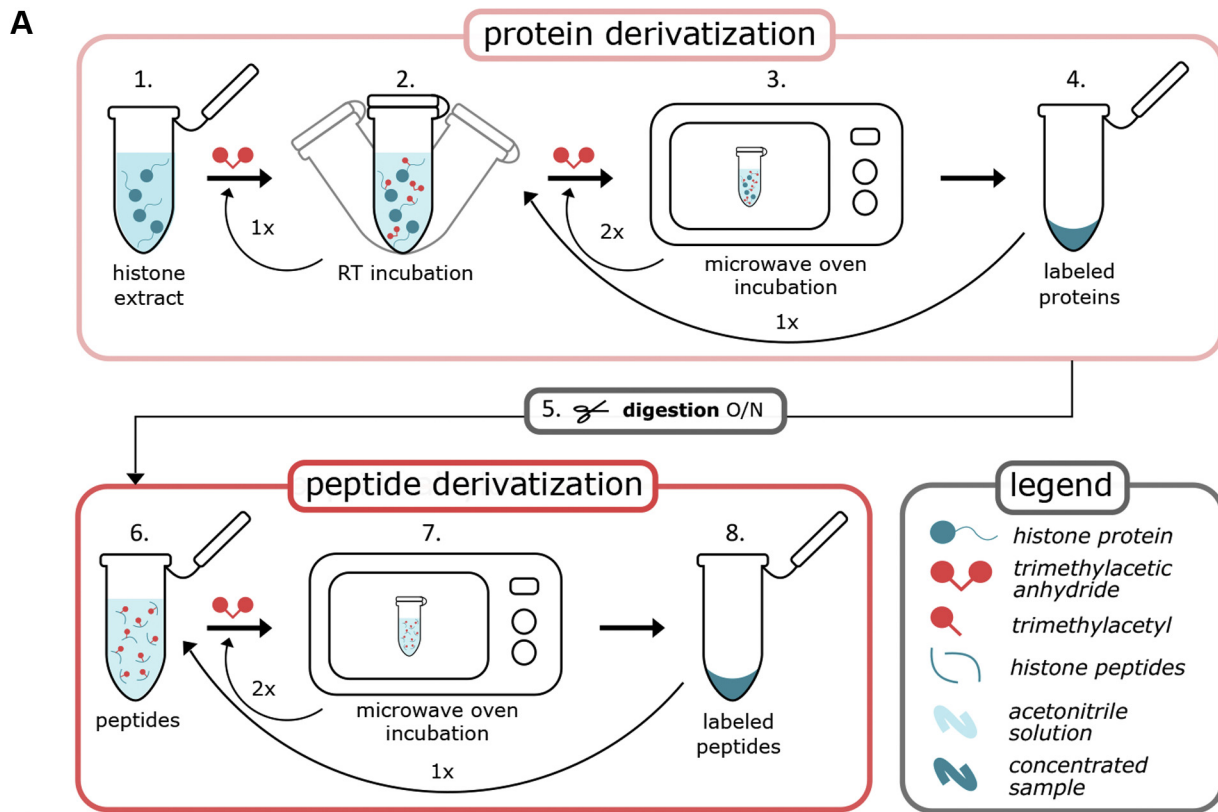 A
protein derivatization
1.
2.
3.
4.
1x
2x
histone
extract
RT incubation
microwave oven
incubation
labeled
proteins
1x
5. digestion O/N
peptide derivatization
6.
7.
8.
2x
peptides
microwave oven
incubation
labeled
peptides
1x
legend
histone protein
trimethylacetic
anhydride
trimethylacetyl
histone peptides
acetonitrile
solution
concentrated
sample